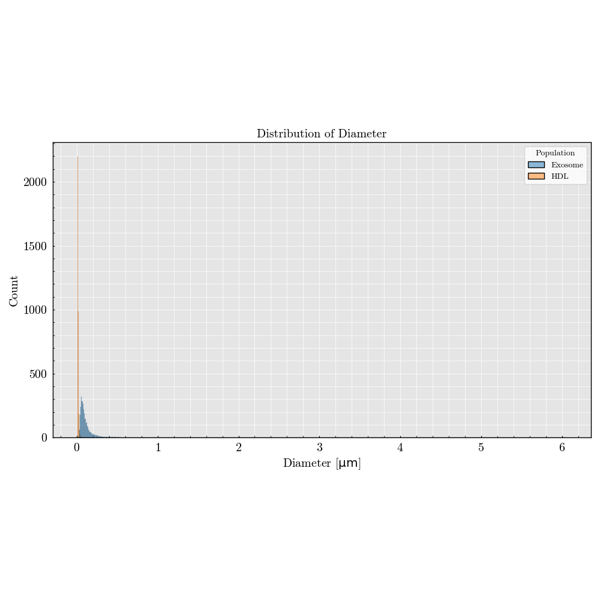 Distribution of Diameter
Population
Exosome
HDL
2000
1500
1000
500
0
Count
0 1 2 3 4 5 6
Diameter [μm]